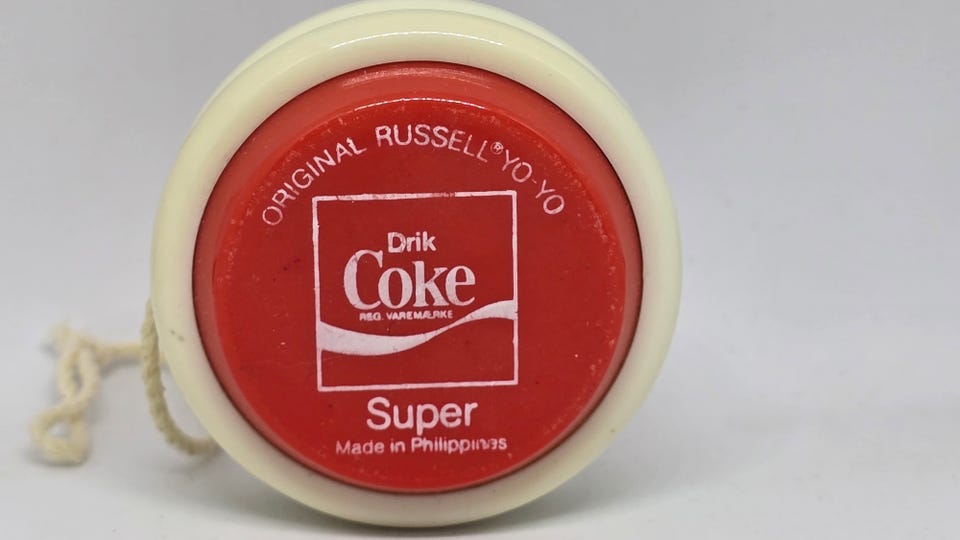 ORIGINAL RUSSELL® YO-YO
Drik
Coke
REG. VAREMÆRKE
Super
Made in Philippines